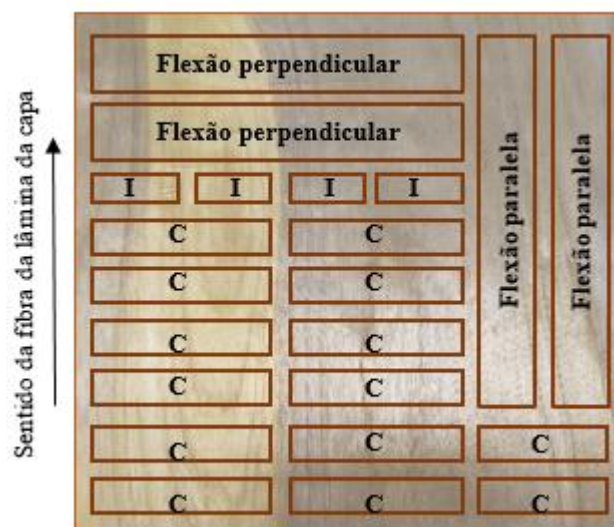 Sentido da fibra da lâmina da capa
Flexão perpendicular
Flexão perpendicular
Flexão paralela
Flexão paralela
I I I I
C C
C C
C C
C C
C C C
C C C